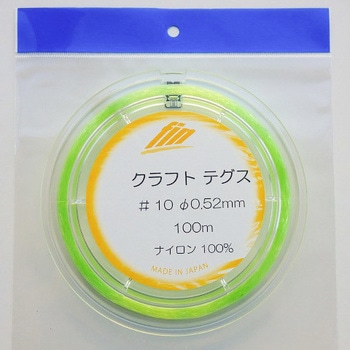 fin
クラフト テグス
# 10 φ0.52mm
100m
ナイロン 100%
MADE IN JAPAN